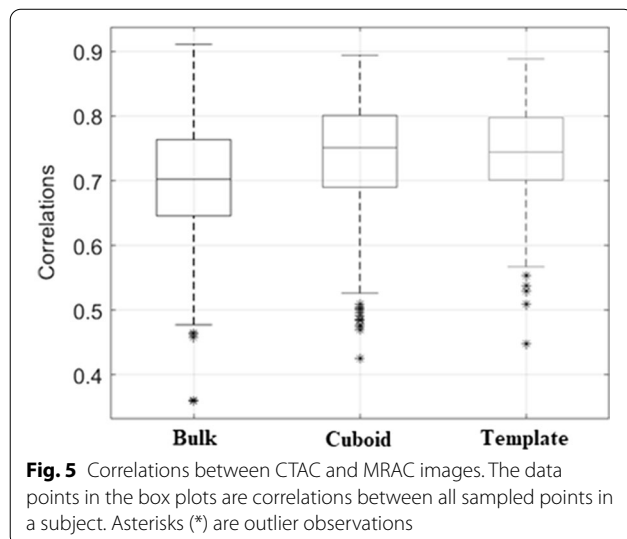 0.9
0.8
0.7
0.6
0.5
0.4
Correlations
Bulk Cuboid Template
Fig. 5 Correlations between CTAC and MRAC images. The data
points in the box plots are correlations between all sampled points in
a subject. Asterisks (*) are outlier observations